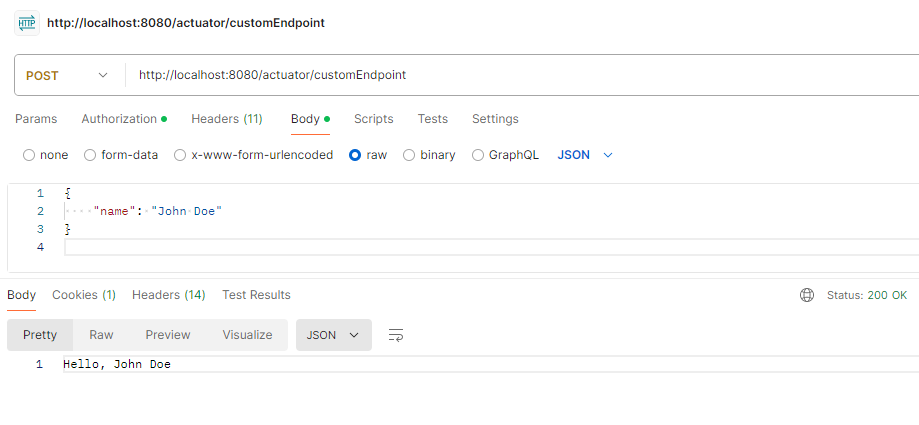 HTTP http://localhost:8080/actuator/customEndpoint
POST http://localhost:8080/actuator/customEndpoint
Params Authorization Headers (11) Body Scripts Tests Settings
none form-data x-www-form-urlencoded raw binary GraphQL JSON
1 {
2 "name": "John Doe"
3 }
4
Body Cookies (1) Headers (14) Test Results Status: 200 OK
Pretty Raw Preview Visualize JSON
1 Hello, John Doe